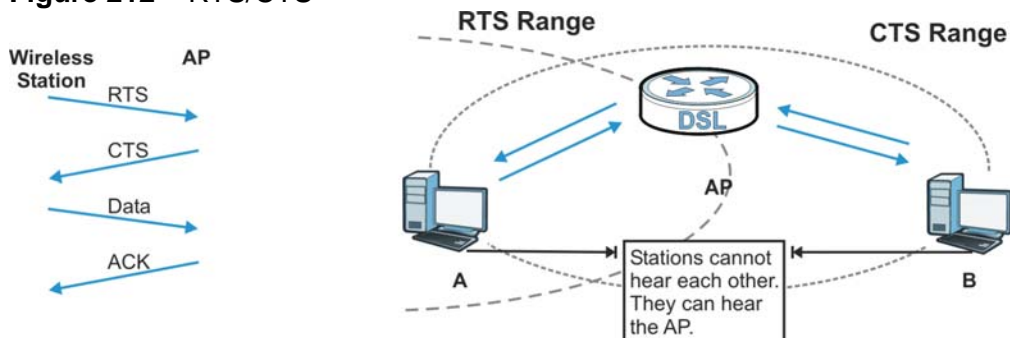 RTS/CTS
Wireless
Station
AP
RTS
CTS
Data
ACK
RTS Range
CTS Range
DSL
AP
A
B
Stations cannot
hear each other.
They can hear
the AP.